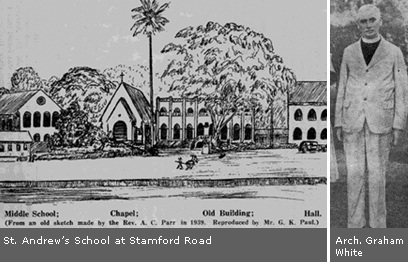 Middle School; Chapel; Old Building; Hall.
(From an old sketch made by the Rev. A. C. Parr in 1939. Reproduced by Mr. G. K. Paul.)
St. Andrew's School at Stamford Road
Arch. Graham
White